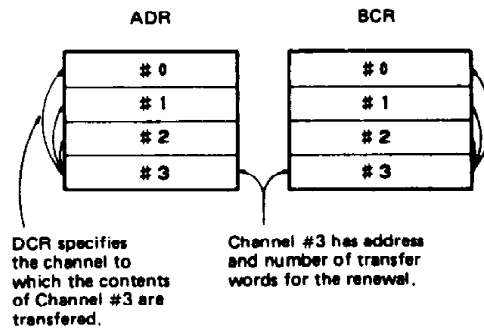 ADR BCR
# 0 # 0
# 1 # 1
# 2 # 2
# 3 # 3
DCR specifies
the channel to
which the contents
of Channel #3 are
transfered.
Channel #3 has address
and number of transfer
words for the renewal.